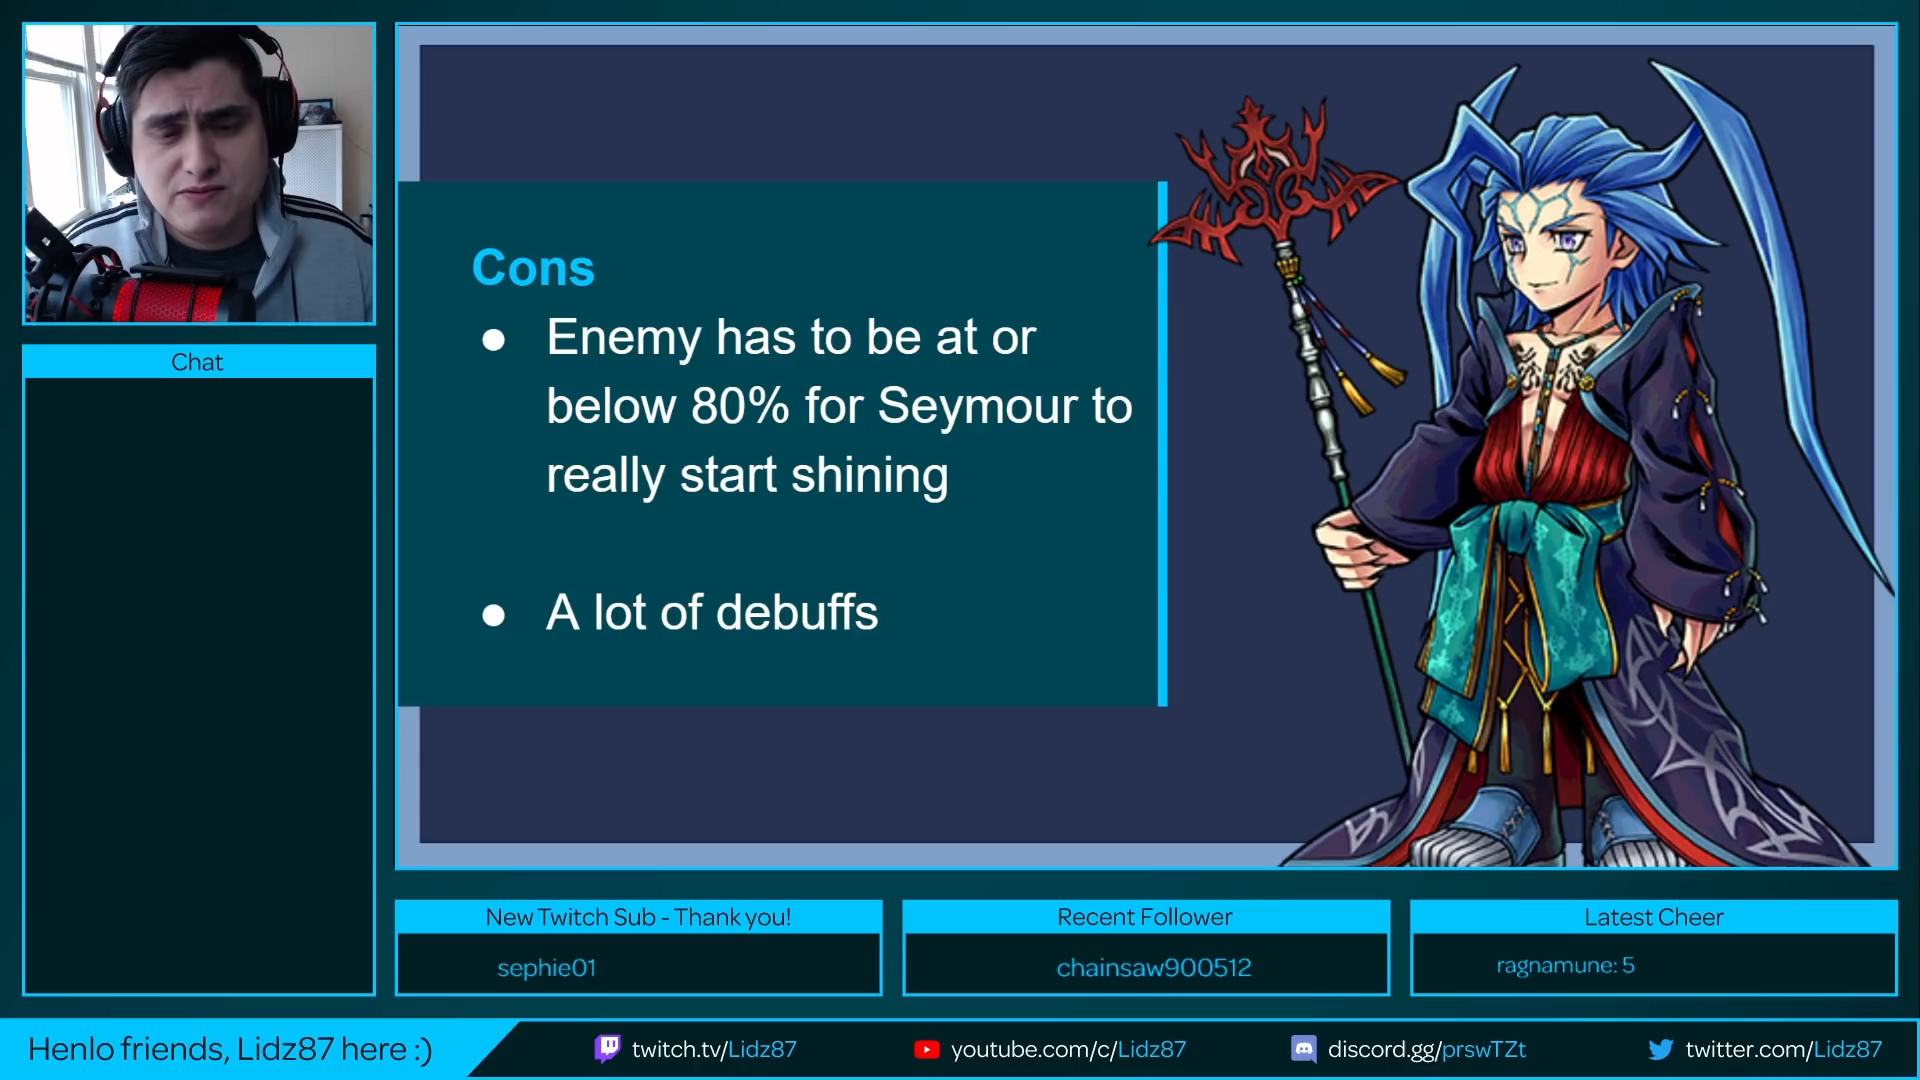 Cons
● Enemy has to be at or
below 80% for Seymour to
really start shining
● A lot of debuffs
Chat
New Twitch Sub - Thank you!
sephie01
Recent Follower
chainsaw900512
Latest Cheer
ragnamune: 5
Henlo friends, Lidz87 here :)
twitch.tv/Lidz87
youtube.com/c/Lidz87
discord.gg/prswTZt
twitter.com/Lidz87